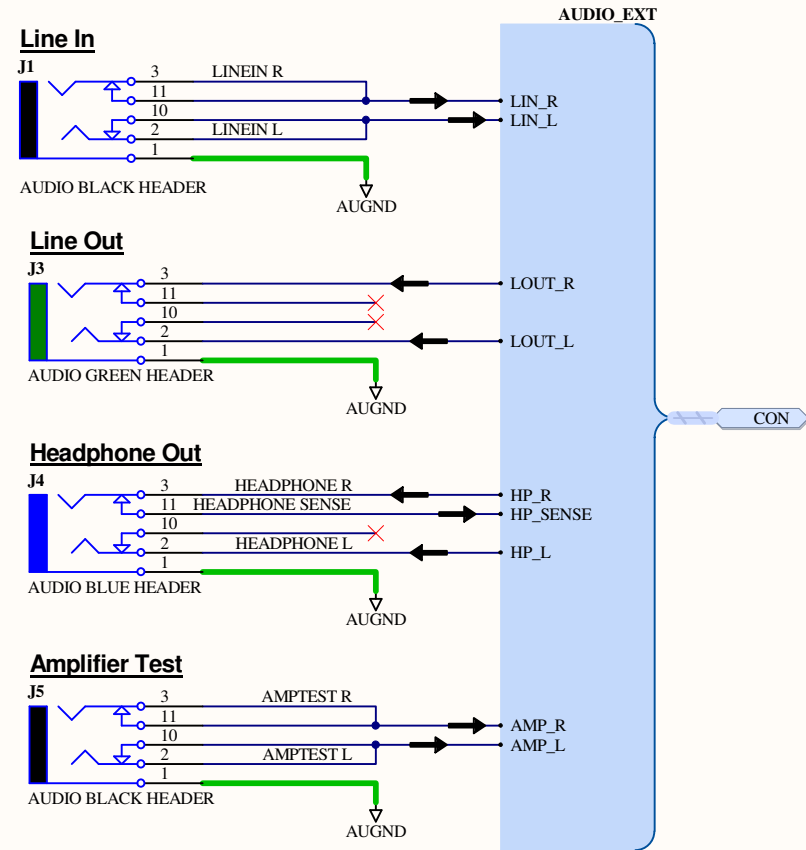 AUDIO_EXT
Line In
J1
3 LINEIN R
11
10
2 LINEIN L
1
LIN_R
LIN_L
AUDIO BLACK HEADER
AUGND
Line Out
J3
3
11
10
2
1
LOUT_R
LOUT_L
AUDIO GREEN HEADER
AUGND
CON
Headphone Out
J4
3 HEADPHONE R
11 HEADPHONE SENSE
10
2 HEADPHONE L
1
HP_R
HP_SENSE
HP_L
AUDIO BLUE HEADER
AUGND
Amplifier Test
J5
3 AMPTEST R
11
10
2 AMPTEST L
1
AMP_R
AMP_L
AUDIO BLACK HEADER
AUGND